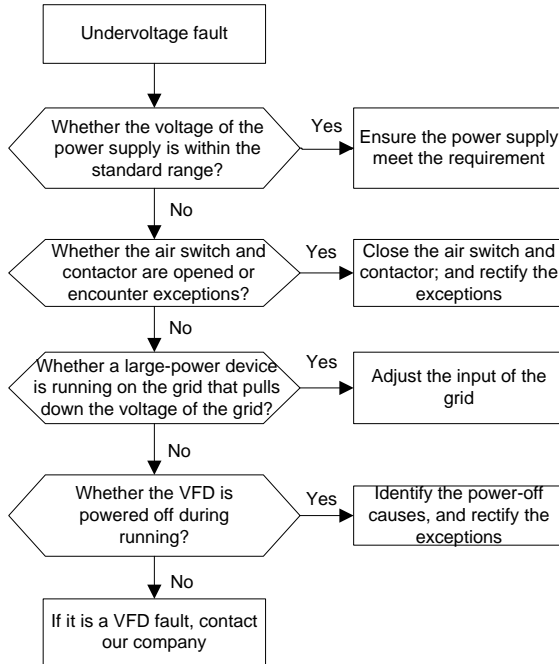 Undervoltage fault
Whether the voltage of the
power supply is within the
standard range?
Yes
Ensure the power supply
meet the requirement
No
Whether the air switch and
contactor are opened or
encounter exceptions?
Yes
Close the air switch and
contactor; and rectify the
exceptions
No
Whether a large-power device
is running on the grid that pulls
down the voltage of the grid?
Yes
Adjust the input of the
grid
No
Whether the VFD is
powered off during
running?
Yes
Identify the power-off
causes, and rectify the
exceptions
No
If it is a VFD fault, contact
our company